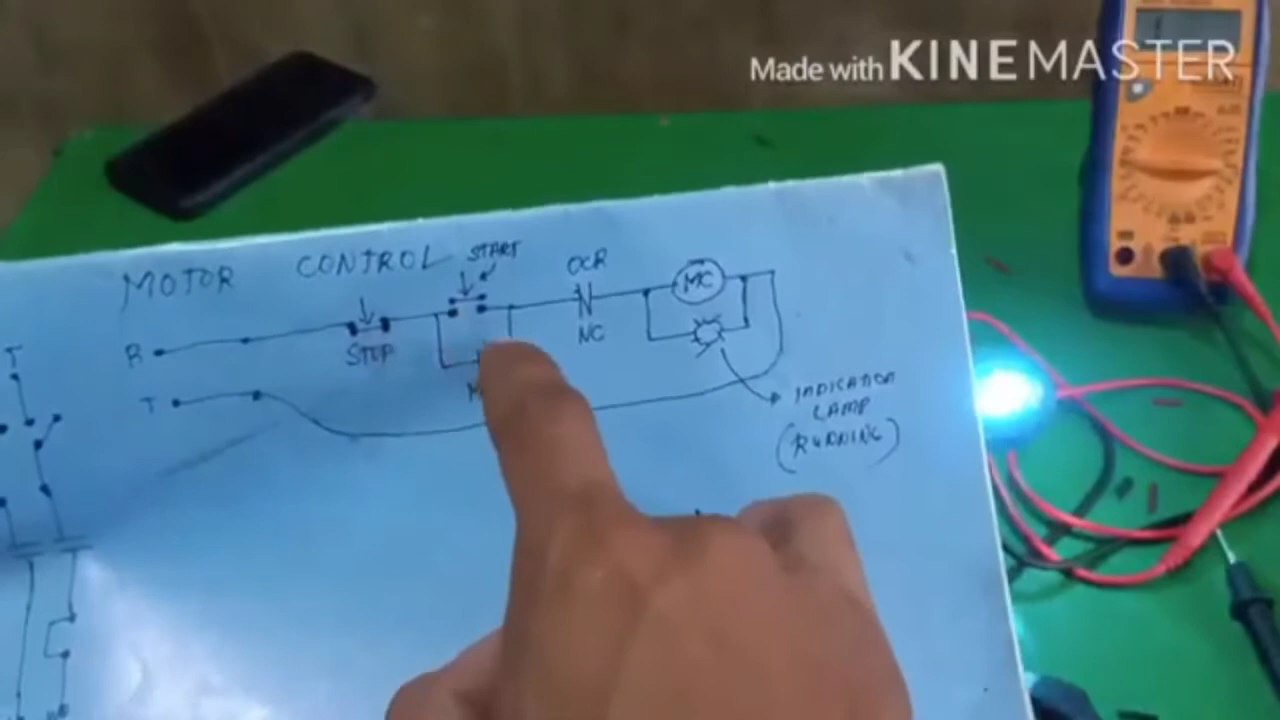 Made with KINEMASTER
MOTOR CONTROL
START
OCR
MC
STOP
NC
R
T
T
INDICATION
LAMP
(RUNNING)